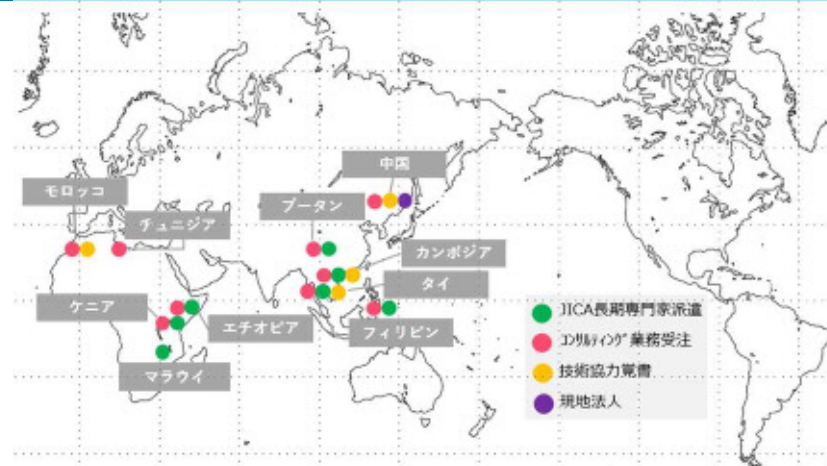 中国
モロッコ
ブータン
チュニジア
カンボジア
タイ
ケニア
エチオピア
フィリピン
マラウイ
JICA長期専門家派遣
コンサルティング業務受注
技術協力覚書
現地法人